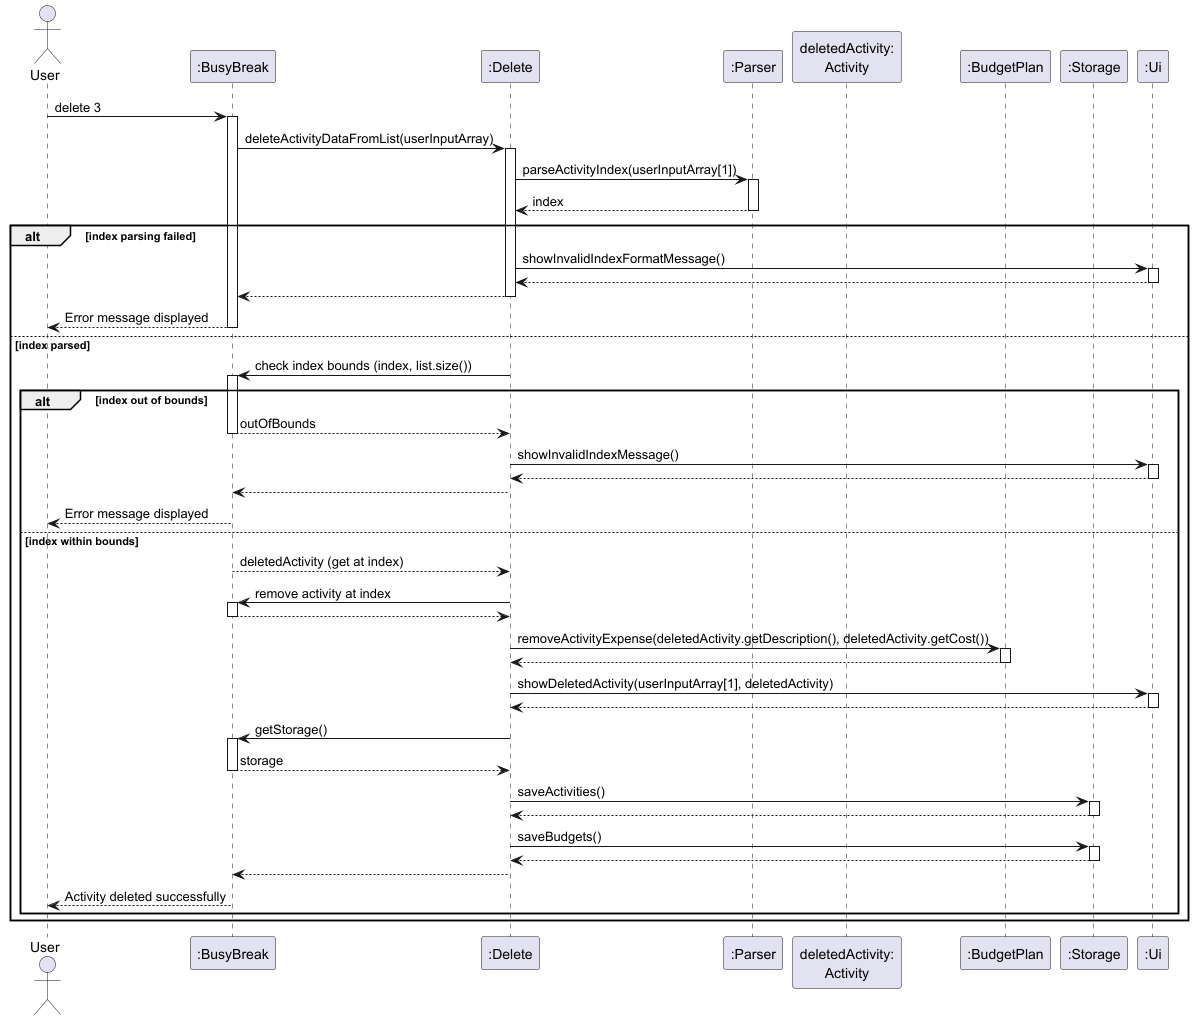 User
:BusyBreak
:Delete
:Parser
deletedActivity:
Activity
:BudgetPlan
:Storage
:Ui
delete 3
deleteActivityDataFromList(userInputArray)
parseActivityIndex(userInputArray[1])
index
alt
[index parsing failed]
showInvalidIndexFormatMessage()
Error message displayed
[index parsed]
check index bounds (index, list.size())
alt
[index out of bounds]
outOfBounds
showInvalidIndexMessage()
Error message displayed
[index within bounds]
deletedActivity (get at index)
remove activity at index
removeActivityExpense(deletedActivity.getDescription(), deletedActivity.getCost())
showDeletedActivity(userInputArray[1], deletedActivity)
getStorage()
storage
saveActivities()
saveBudgets()
Activity deleted successfully
User
:BusyBreak
:Delete
:Parser
deletedActivity:
Activity
:BudgetPlan
:Storage
:Ui